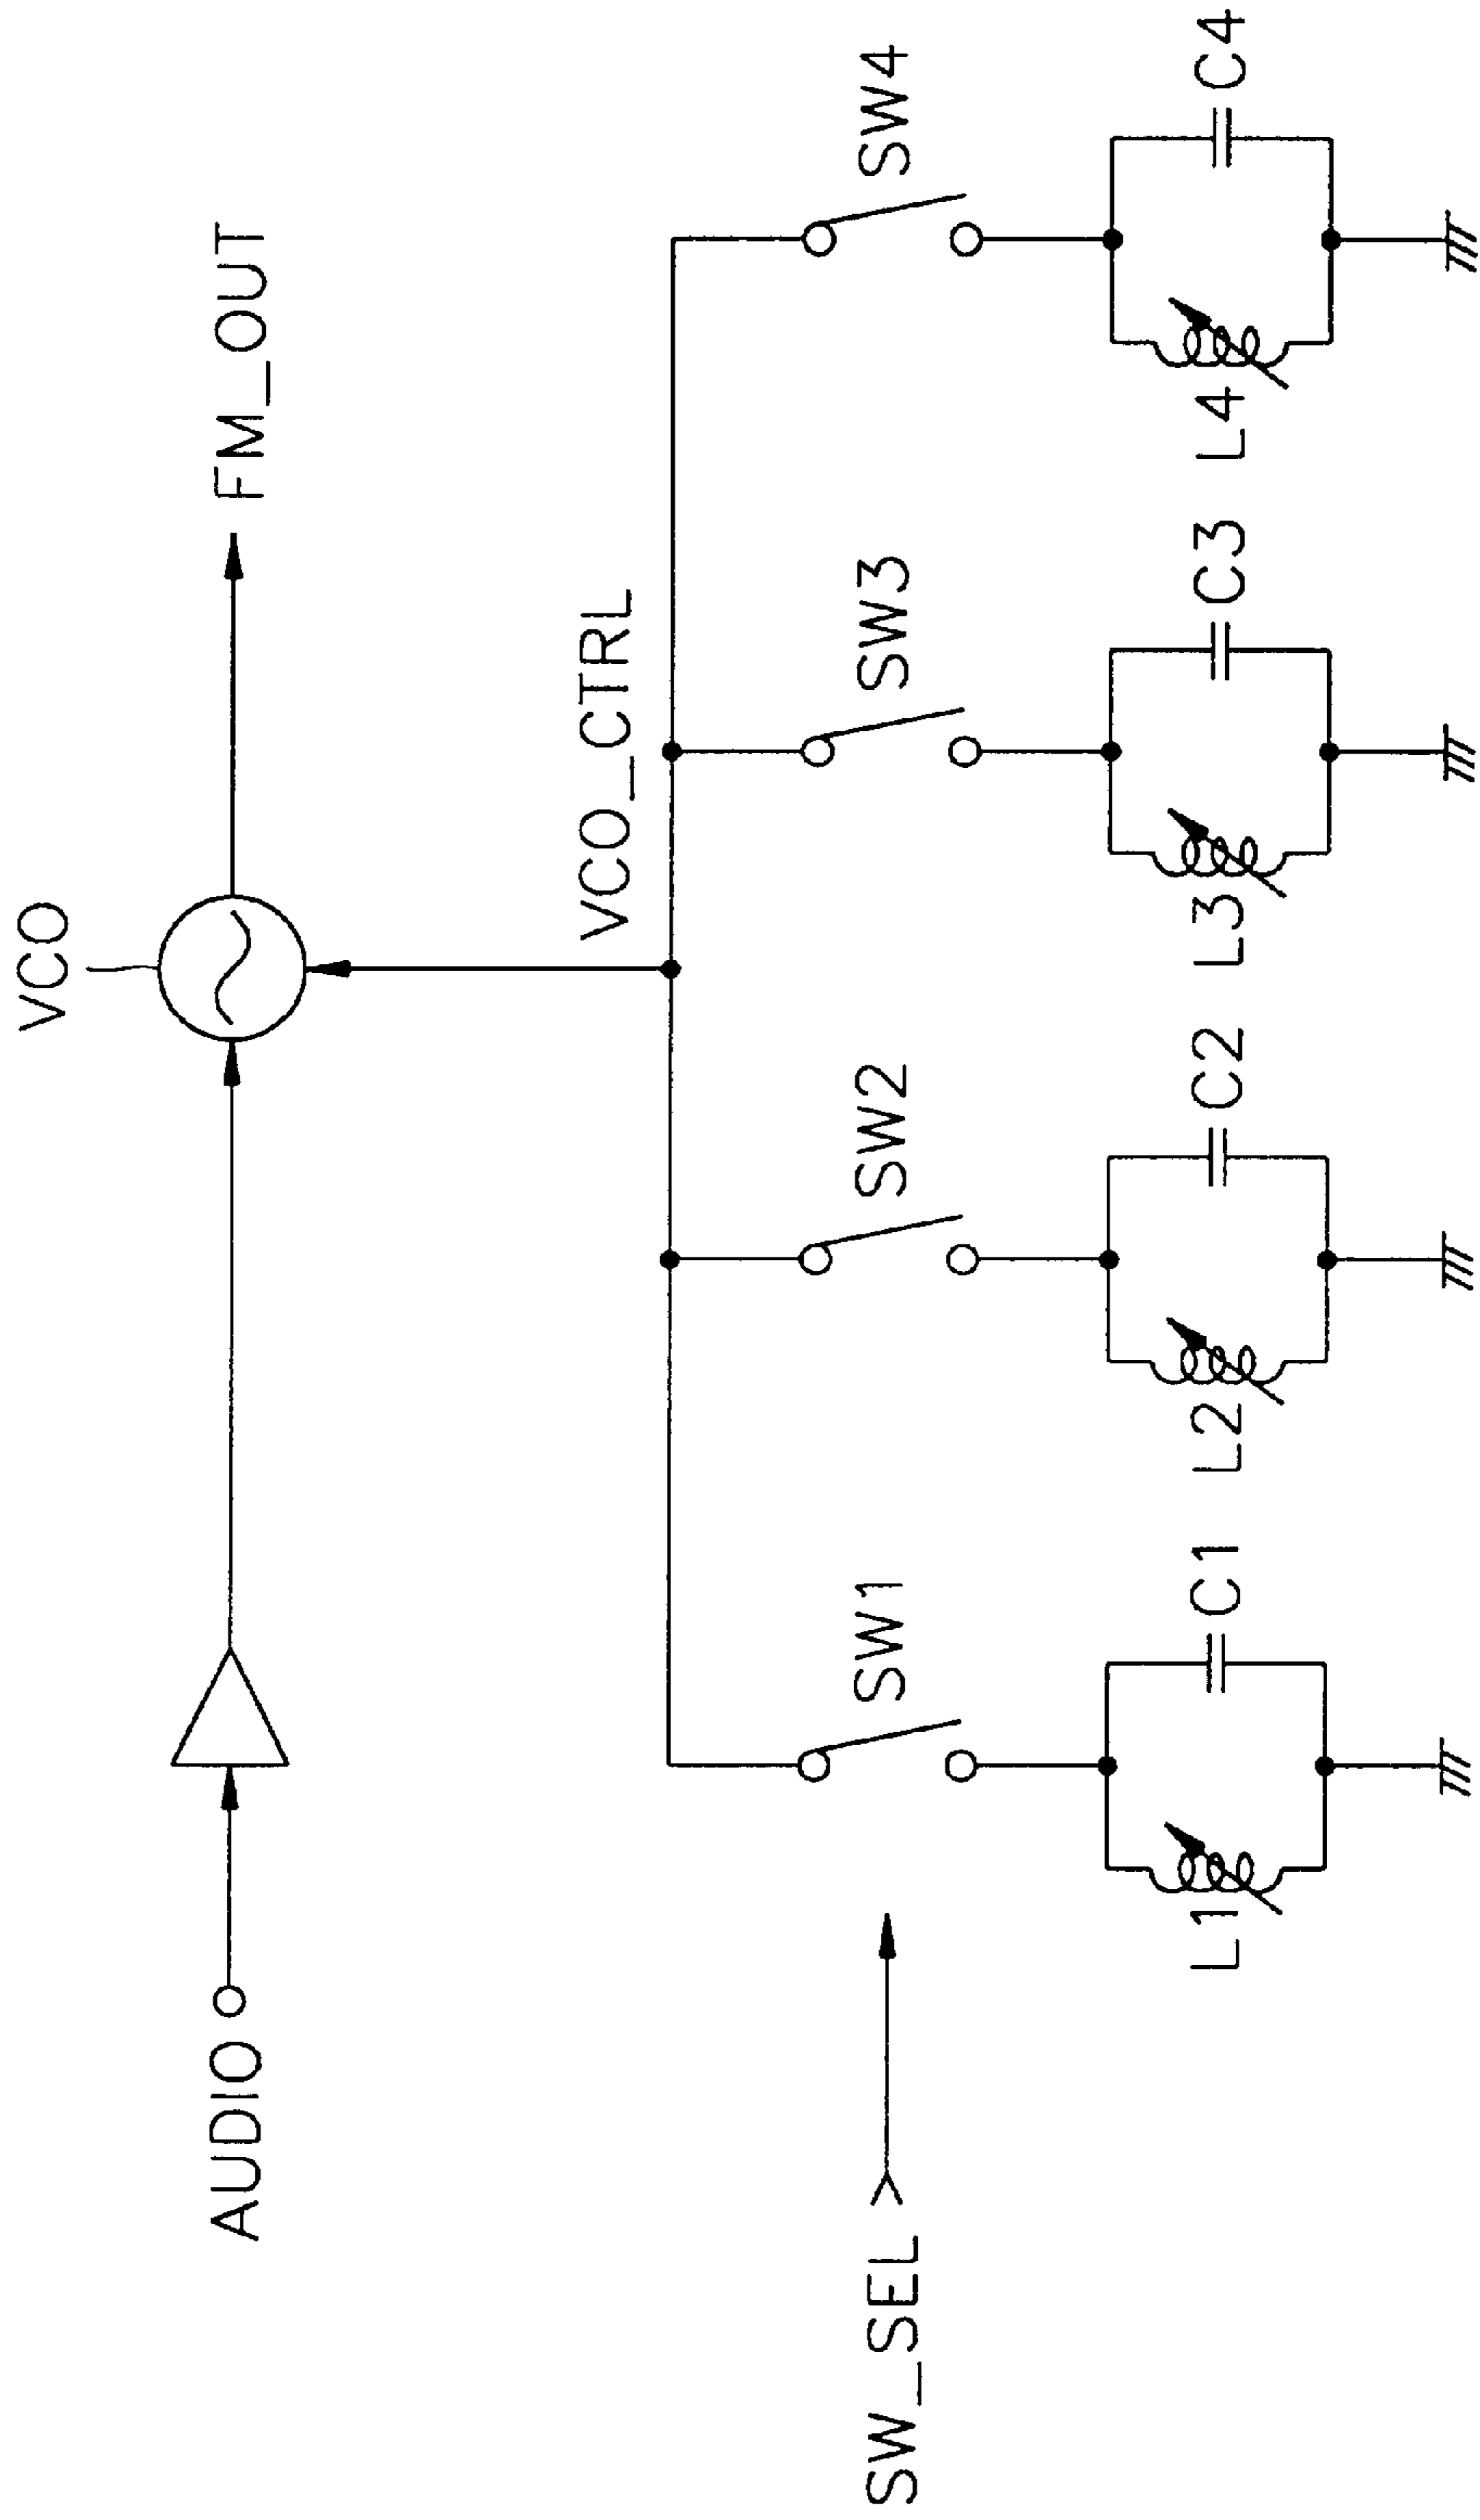 VCO
AUDIO
FM_OUT
VCO_CTRL
SW_SEL
SW1
SW2
SW3
SW4
L1
C1
L2
C2
L3
C3
L4
C4